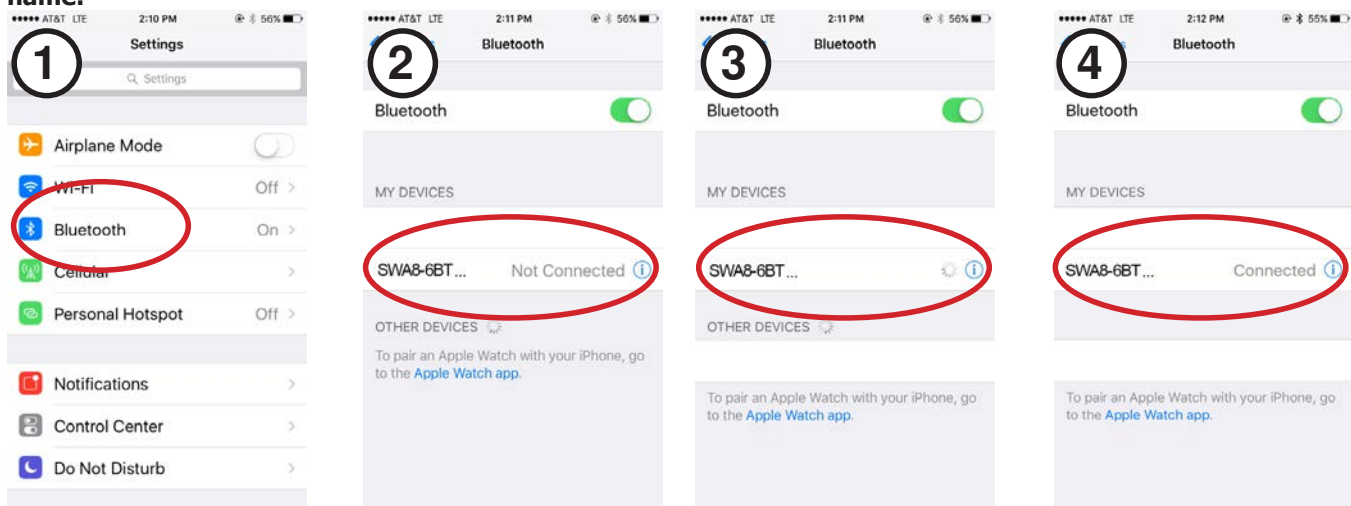 name.
1
AT&T LTE 2:10 PM 56%
Settings
Settings
Airplane Mode
Wi-Fi Off
Bluetooth On
Cellular
Personal Hotspot Off
Notifications
Control Center
Do Not Disturb
2
AT&T LTE 2:11 PM 56%
Bluetooth
Bluetooth
MY DEVICES
SWA8-6BT... Not Connected
OTHER DEVICES
To pair an Apple Watch with your iPhone, go
to the Apple Watch app.
3
AT&T LTE 2:11 PM 56%
Bluetooth
Bluetooth
MY DEVICES
SWA8-6BT...
OTHER DEVICES
To pair an Apple Watch with your iPhone, go
to the Apple Watch app.
4
AT&T LTE 2:12 PM 55%
Bluetooth
Bluetooth
MY DEVICES
SWA8-6BT... Connected
To pair an Apple Watch with your iPhone, go
to the Apple Watch app.